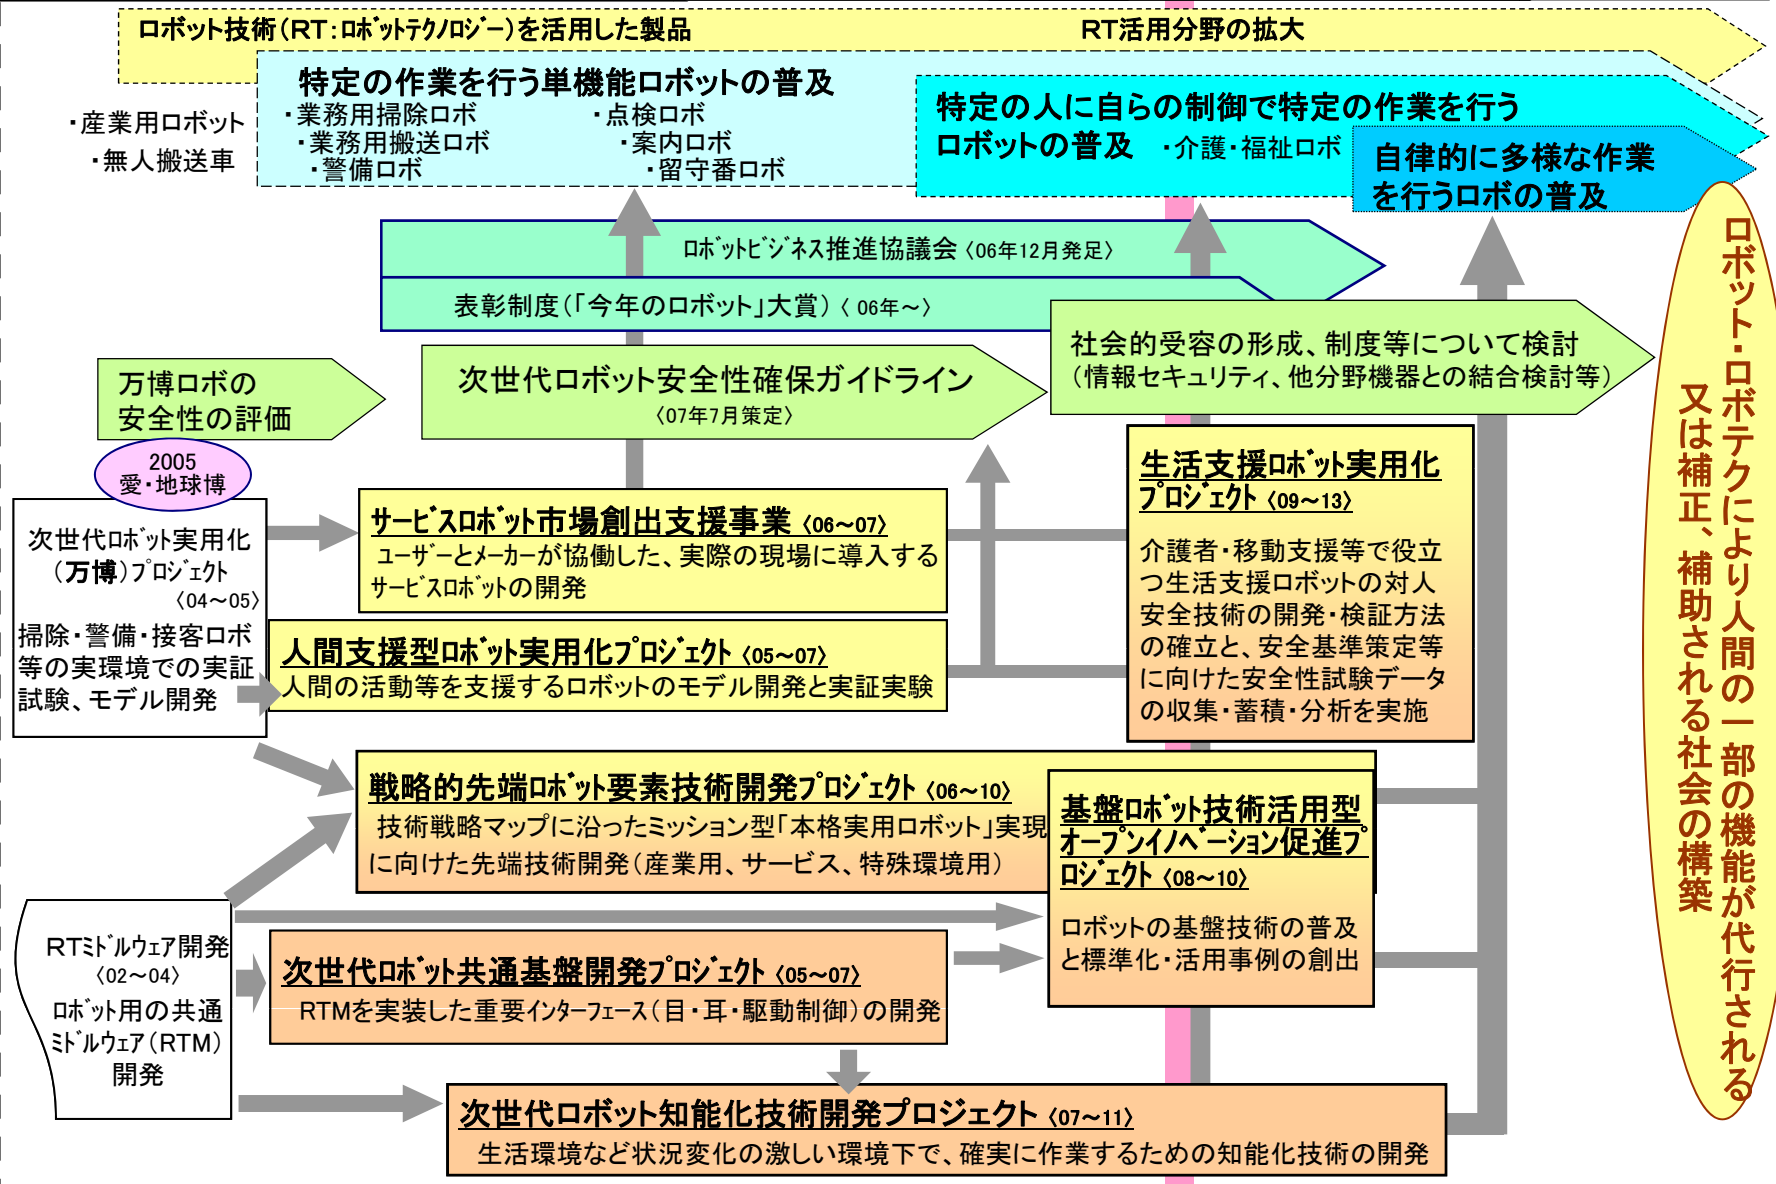 ロボット技術(RT:ﾛﾎﾞｯﾄﾃｸﾉﾛｼﾞｰ)を活用した製品
RT活用分野の拡大
特定の作業を行う単機能ロボットの普及
・産業用ロボット
・無人搬送車
・業務用掃除ロボ
・業務用搬送ロボ
・警備ロボ
・点検ロボ
・案内ロボ
・留守番ロボ
特定の人に自らの制御で特定の作業を行う
ロボットの普及 ・介護・福祉ロボ
自律的に多様な作業
を行うロボの普及
ﾛﾎﾞｯﾄﾋﾞｼﾞﾈｽ推進協議会〈06年12月発足〉
表彰制度(｢今年のロボット｣大賞)〈 06年～〉
万博ロボの
安全性の評価
次世代ロボット安全性確保ガイドライン
〈07年7月策定〉
社会的受容の形成、制度等について検討
(情報セキュリティ、他分野機器との結合検討等)
2005
愛・地球博
次世代ﾛﾎﾞｯﾄ実用化
(万博)ﾌﾟﾛｼﾞｪｸﾄ
〈04～05〉
掃除・警備・接客ロボ
等の実環境での実証
試験、モデル開発
ｻｰﾋﾞｽﾛﾎﾞｯﾄ市場創出支援事業〈06～07〉
ﾕｰｻﾞｰとﾒｰｶｰが協働した、実際の現場に導入する
ｻｰﾋﾞｽﾛﾎﾞｯﾄの開発
人間支援型ﾛﾎﾞｯﾄ実用化ﾌﾟﾛｼﾞｪｸﾄ〈05～07〉
人間の活動等を支援するﾛﾎﾞｯﾄのモデル開発と実証実験
生活支援ﾛﾎﾞｯﾄ実用化
ﾌﾟﾛｼﾞｪｸﾄ〈09～13〉
介護者・移動支援等で役立
つ生活支援ロボットの対人
安全技術の開発・検証方法
の確立と、安全基準策定等
に向けた安全性試験データ
の収集・蓄積・分析を実施
戦略的先端ﾛﾎﾞｯﾄ要素技術開発ﾌﾟﾛｼﾞｪｸﾄ〈06～10〉
技術戦略マップに沿ったミッション型｢本格実用ロボット｣実現
に向けた先端技術開発(産業用、サービス、特殊環境用)
基盤ﾛﾎﾞｯﾄ技術活用型
ｵｰﾌﾟﾝｲﾉﾍﾞｰｼｮﾝ促進ﾌﾟ
ﾛｼﾞｪｸﾄ〈08～10〉
ロボットの基盤技術の普及
と標準化・活用事例の創出
RTﾐﾄﾞﾙｳｪｱ開発
〈02～04〉
ﾛﾎﾞｯﾄ用の共通
ﾐﾄﾞﾙｳｪｱ(RTM)
開発
次世代ﾛﾎﾞｯﾄ共通基盤開発ﾌﾟﾛｼﾞｪｸﾄ〈05～07〉
RTMを実装した重要ｲﾝﾀｰﾌｪｰｽ(目・耳・駆動制御)の開発
次世代ロボット知能化技術開発プロジェクト〈07～11〉
生活環境など状況変化の激しい環境下で、確実に作業するための知能化技術の開発
ロボット・ロボテクにより人間の一部の機能が代行される
又は補正、補助される社会の構築